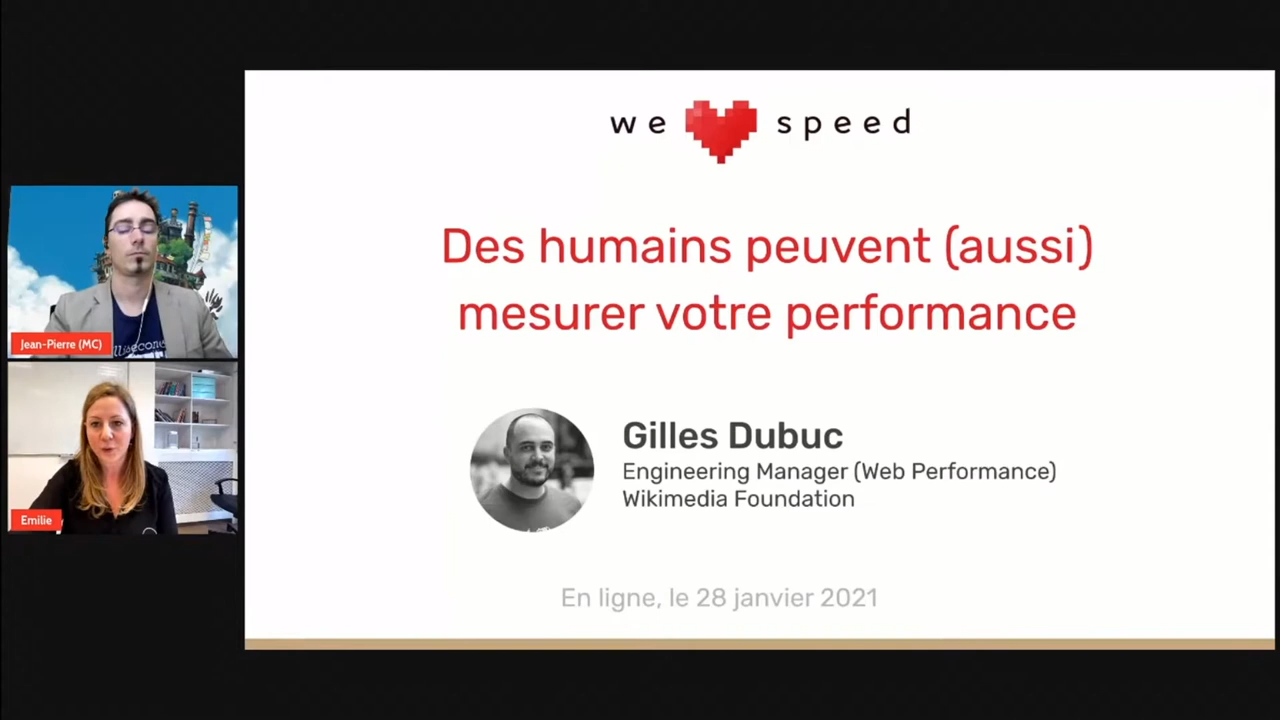 we speed
Des humains peuvent (aussi)
mesurer votre performance
Gilles Dubuc
Engineering Manager (Web Performance)
Wikimedia Foundation
En ligne, le 28 janvier 2021
Jean-Pierre (MC)
Emilie